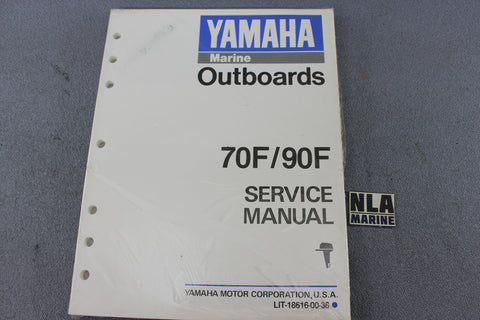 YAMAHA
Marine
Outboards
70F/90F
SERVICE
MANUAL
NLA
MARINE
YAMAHA MOTOR CORPORATION, U.S.A.
LIT-18616-00-36